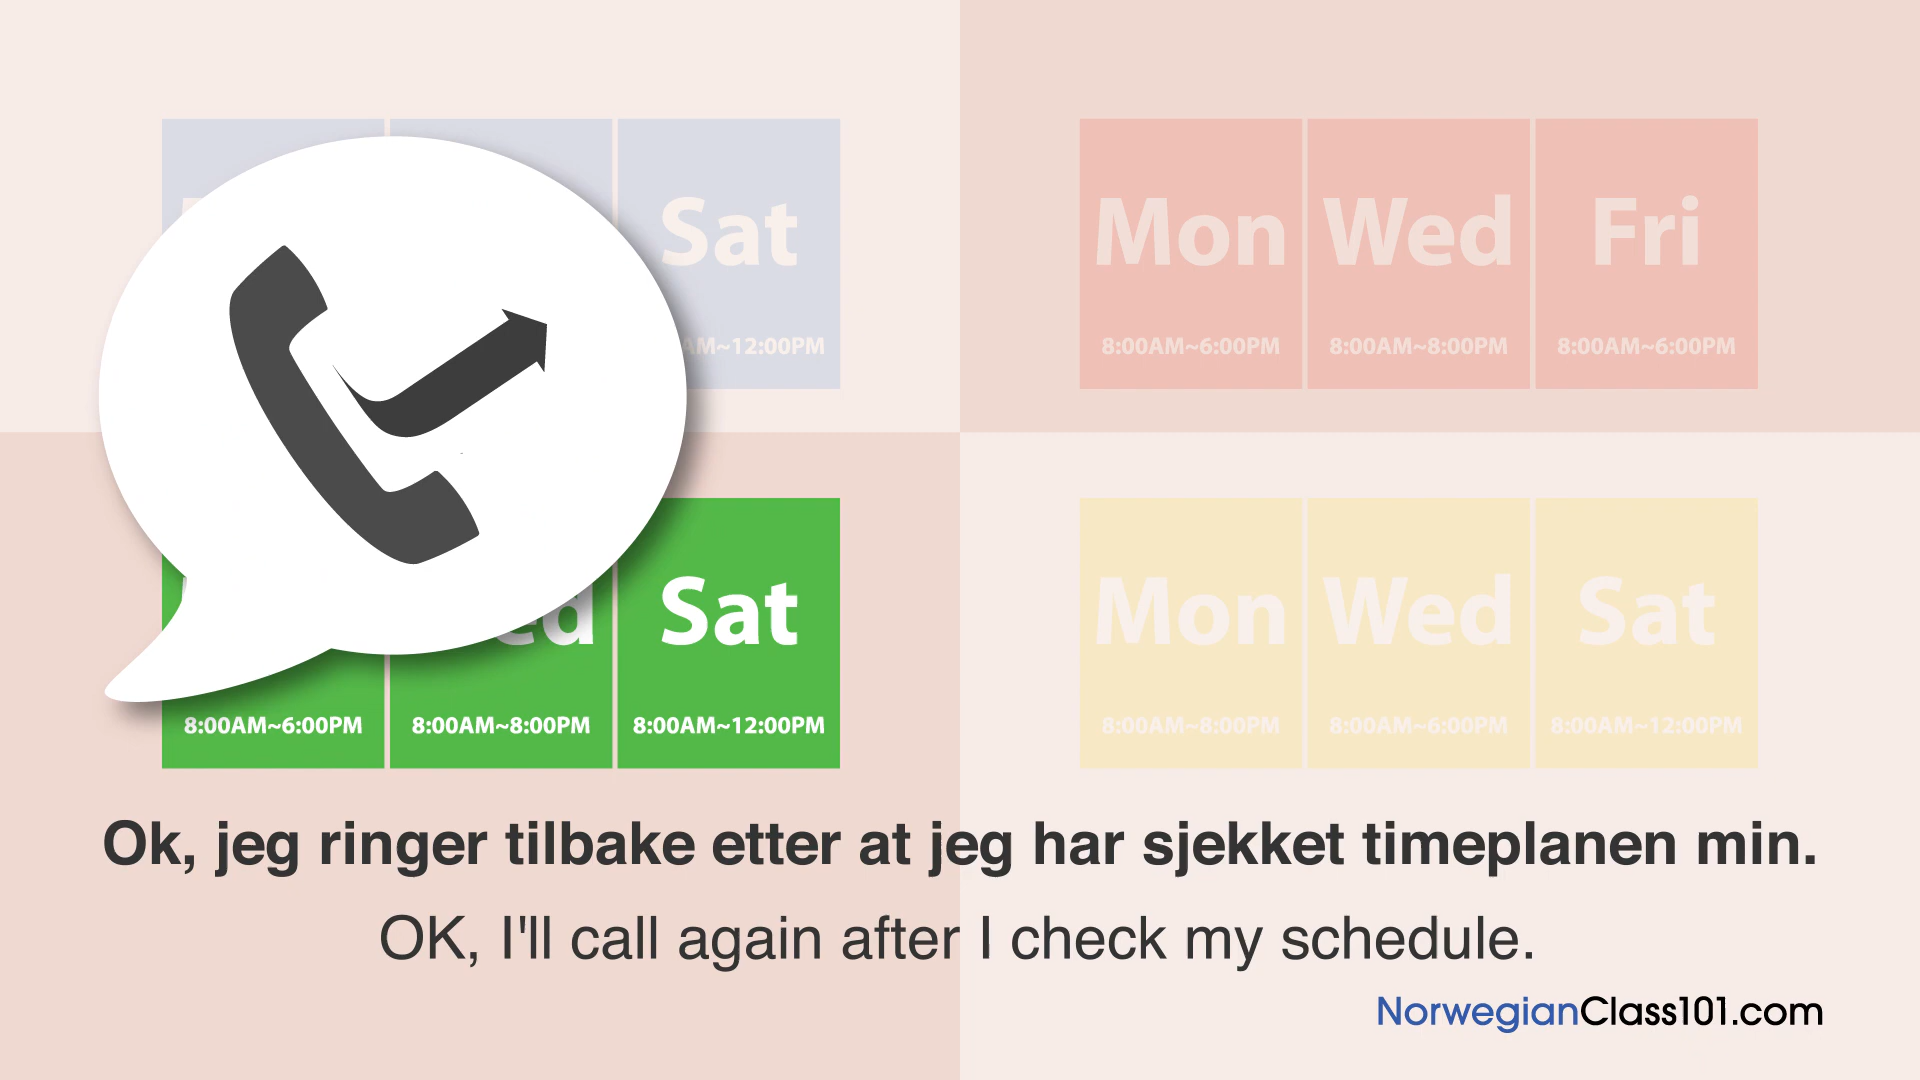 Sat
AM~12:00PM
Mon Wed Fri
8:00AM~6:00PM 8:00AM~8:00PM 8:00AM~6:00PM
ed Sat
8:00AM~6:00PM 8:00AM~8:00PM 8:00AM~12:00PM
Mon Wed Sat
8:00AM~8:00PM 8:00AM~6:00PM 8:00AM~12:00PM
Ok, jeg ringer tilbake etter at jeg har sjekket timeplanen min.
OK, I'll call again after I check my schedule.
NorwegianClass101.com